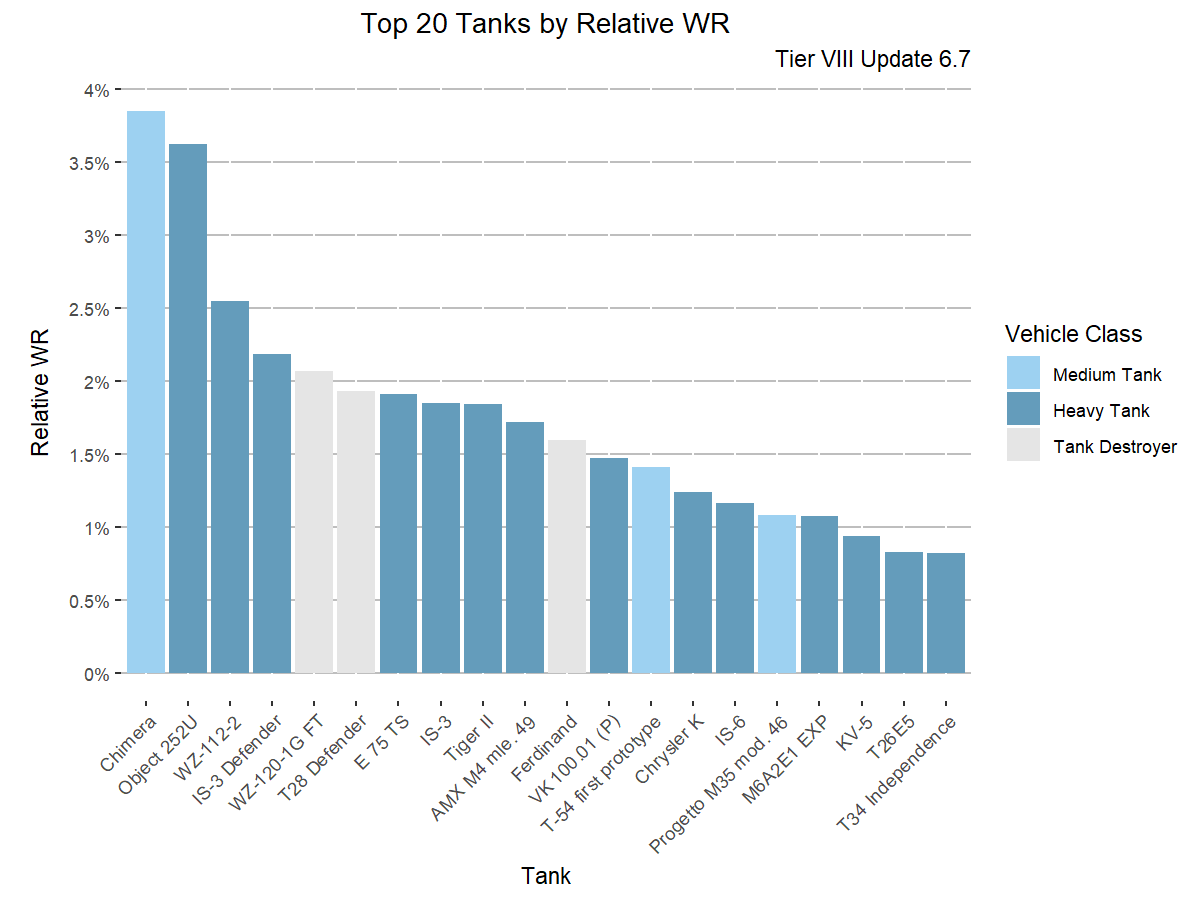 Top 20 Tanks by Relative WR
Tier VIII Update 6.7
4%
3.5%
3%
2.5%
2%
1.5%
1%
0.5%
0%
Relative WR
Chimera
Object 252U
WZ-112-2
IS-3 Defender
WZ-120-1G FT
T28 Defender
E 75 TS
IS-3
Tiger II
AMX M4 mle. 49
Ferdinand
VK 100.01 (P)
T-54 first prototype
Chrysler K
IS-6
Progetto M35 mod. 46
M6A2E1 EXP
KV-5
T26E5
T34 Independence
Tank
Vehicle Class
Medium Tank
Heavy Tank
Tank Destroyer